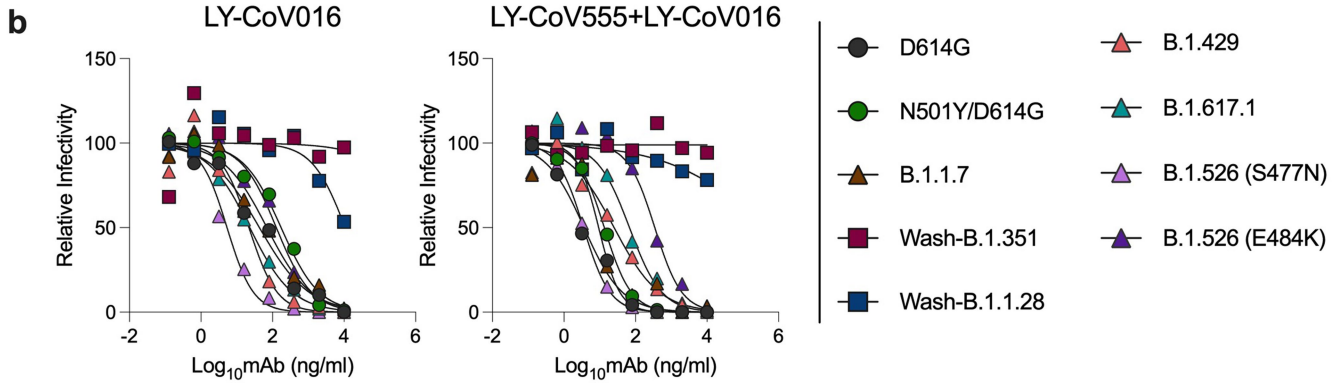 b
LY-CoV016
LY-CoV555+LY-CoV016
Relative Infectivity
150
100
50
0
-2
0
2
4
6
Log10mAb (ng/ml)
Relative Infectivity
150
100
50
0
-2
0
2
4
6
Log10mAb (ng/ml)
D614G
N501Y/D614G
B.1.1.7
Wash-B.1.351
Wash-B.1.1.28
B.1.429
B.1.617.1
B.1.526 (S477N)
B.1.526 (E484K)